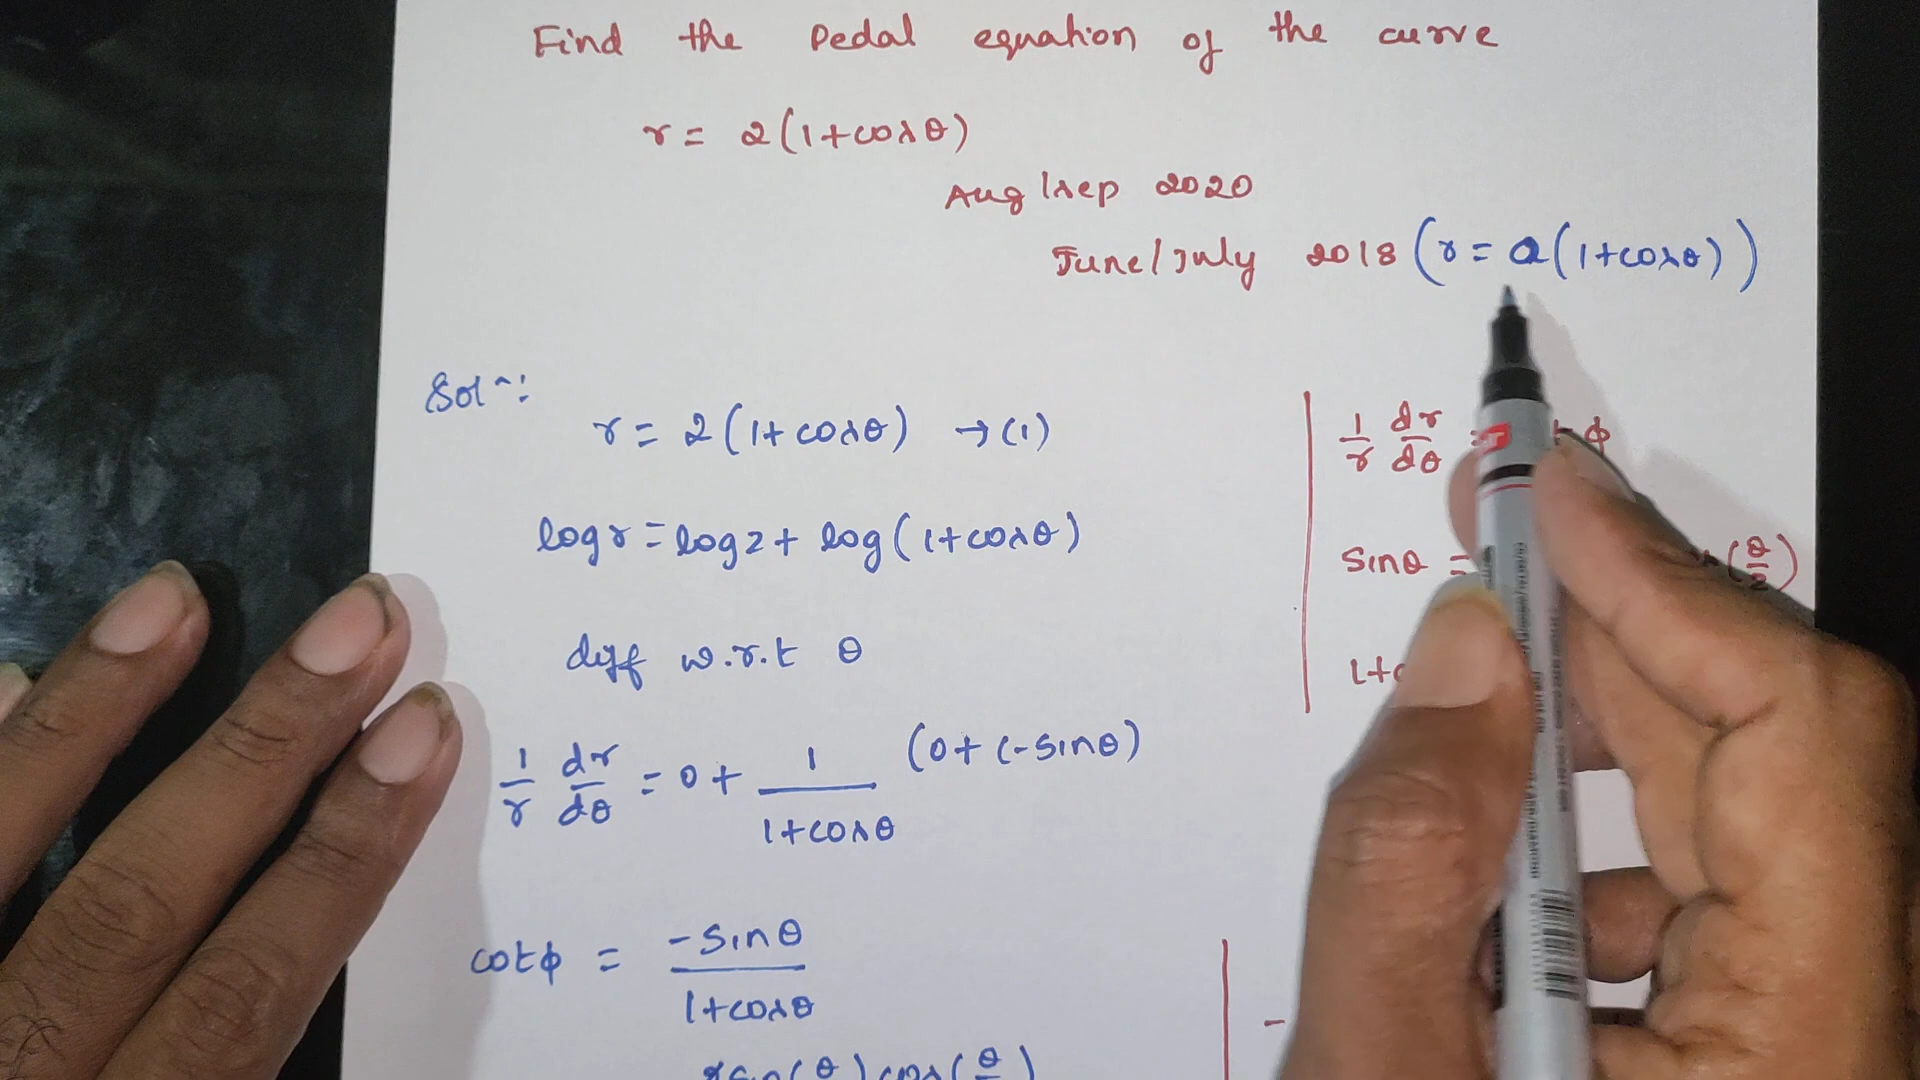 Find the pedal equation of the curve
r = 2(1+cosθ)
Aug/sep 2020
June/July 2018 (r = a(1+cosθ))
Solⁿ:
r = 2(1+cosθ) → (1)
log r = log 2 + log(1+cosθ)
diff w.r.t θ
1/r dr/dθ = 0 + 1/(1+cosθ) (0+(-sinθ)
cotφ = -sinθ/(1+cosθ)
1/r dr/dθ = φ
sinθ = (θ/2)